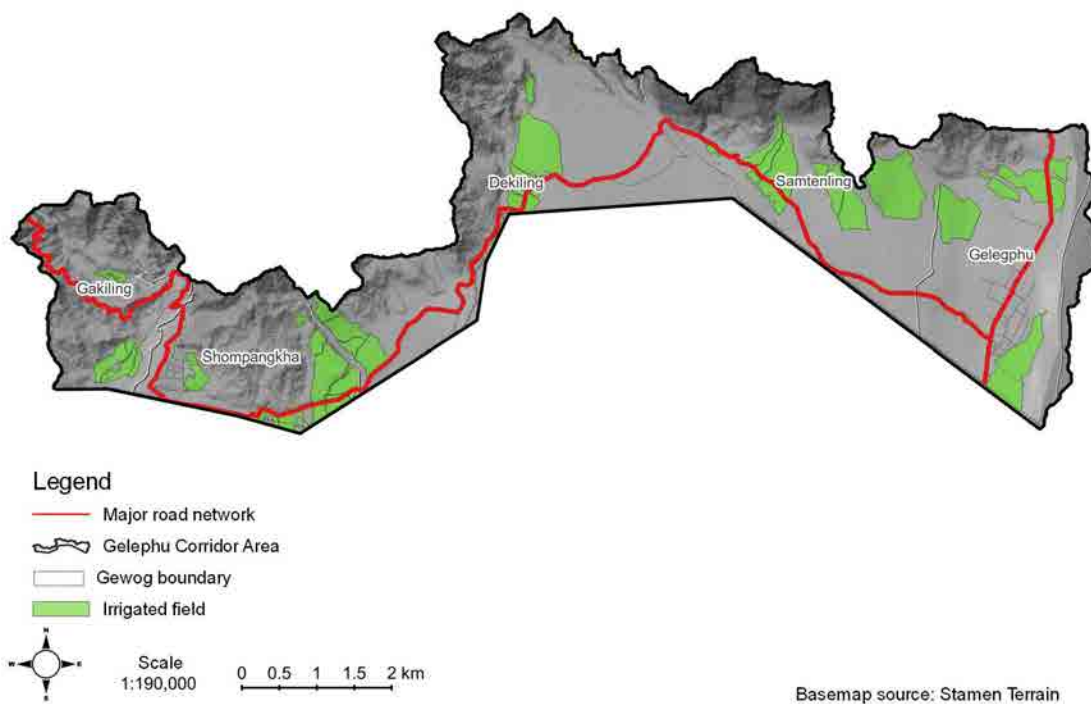 Dekiling
Samtenling
Gelegphu
Gakiling
Shompangkha
Legend
Major road network
Gelephu Corridor Area
Gewog boundary
Irrigated field
N
W E
S
Scale
1:190,000
0 0.5 1 1.5 2 km
Basemap source: Stamen Terrain